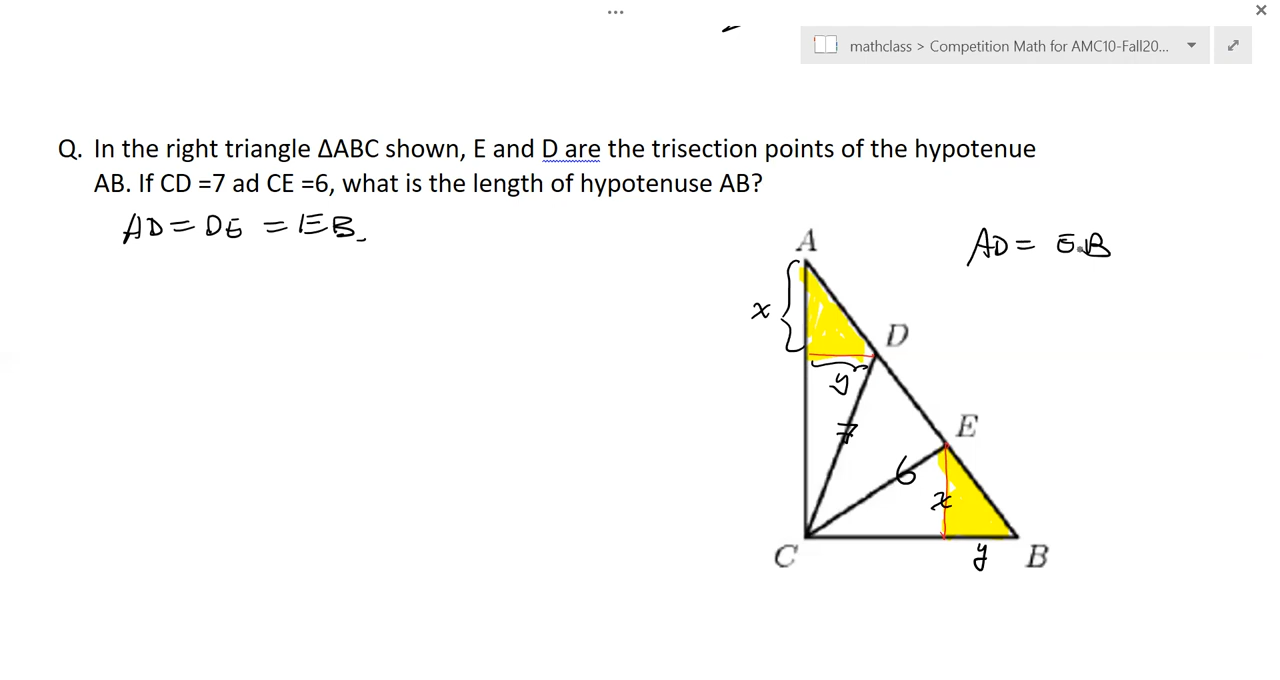 ...
mathclass > Competition Math for AMC10-Fall20...
Q. In the right triangle ΔABC shown, E and D are the trisection points of the hypotenue
AB. If CD =7 ad CE =6, what is the length of hypotenuse AB?
AD = DE = EB.
AD = E.B
A
x
D
y
7
E
6
x
C
y
B